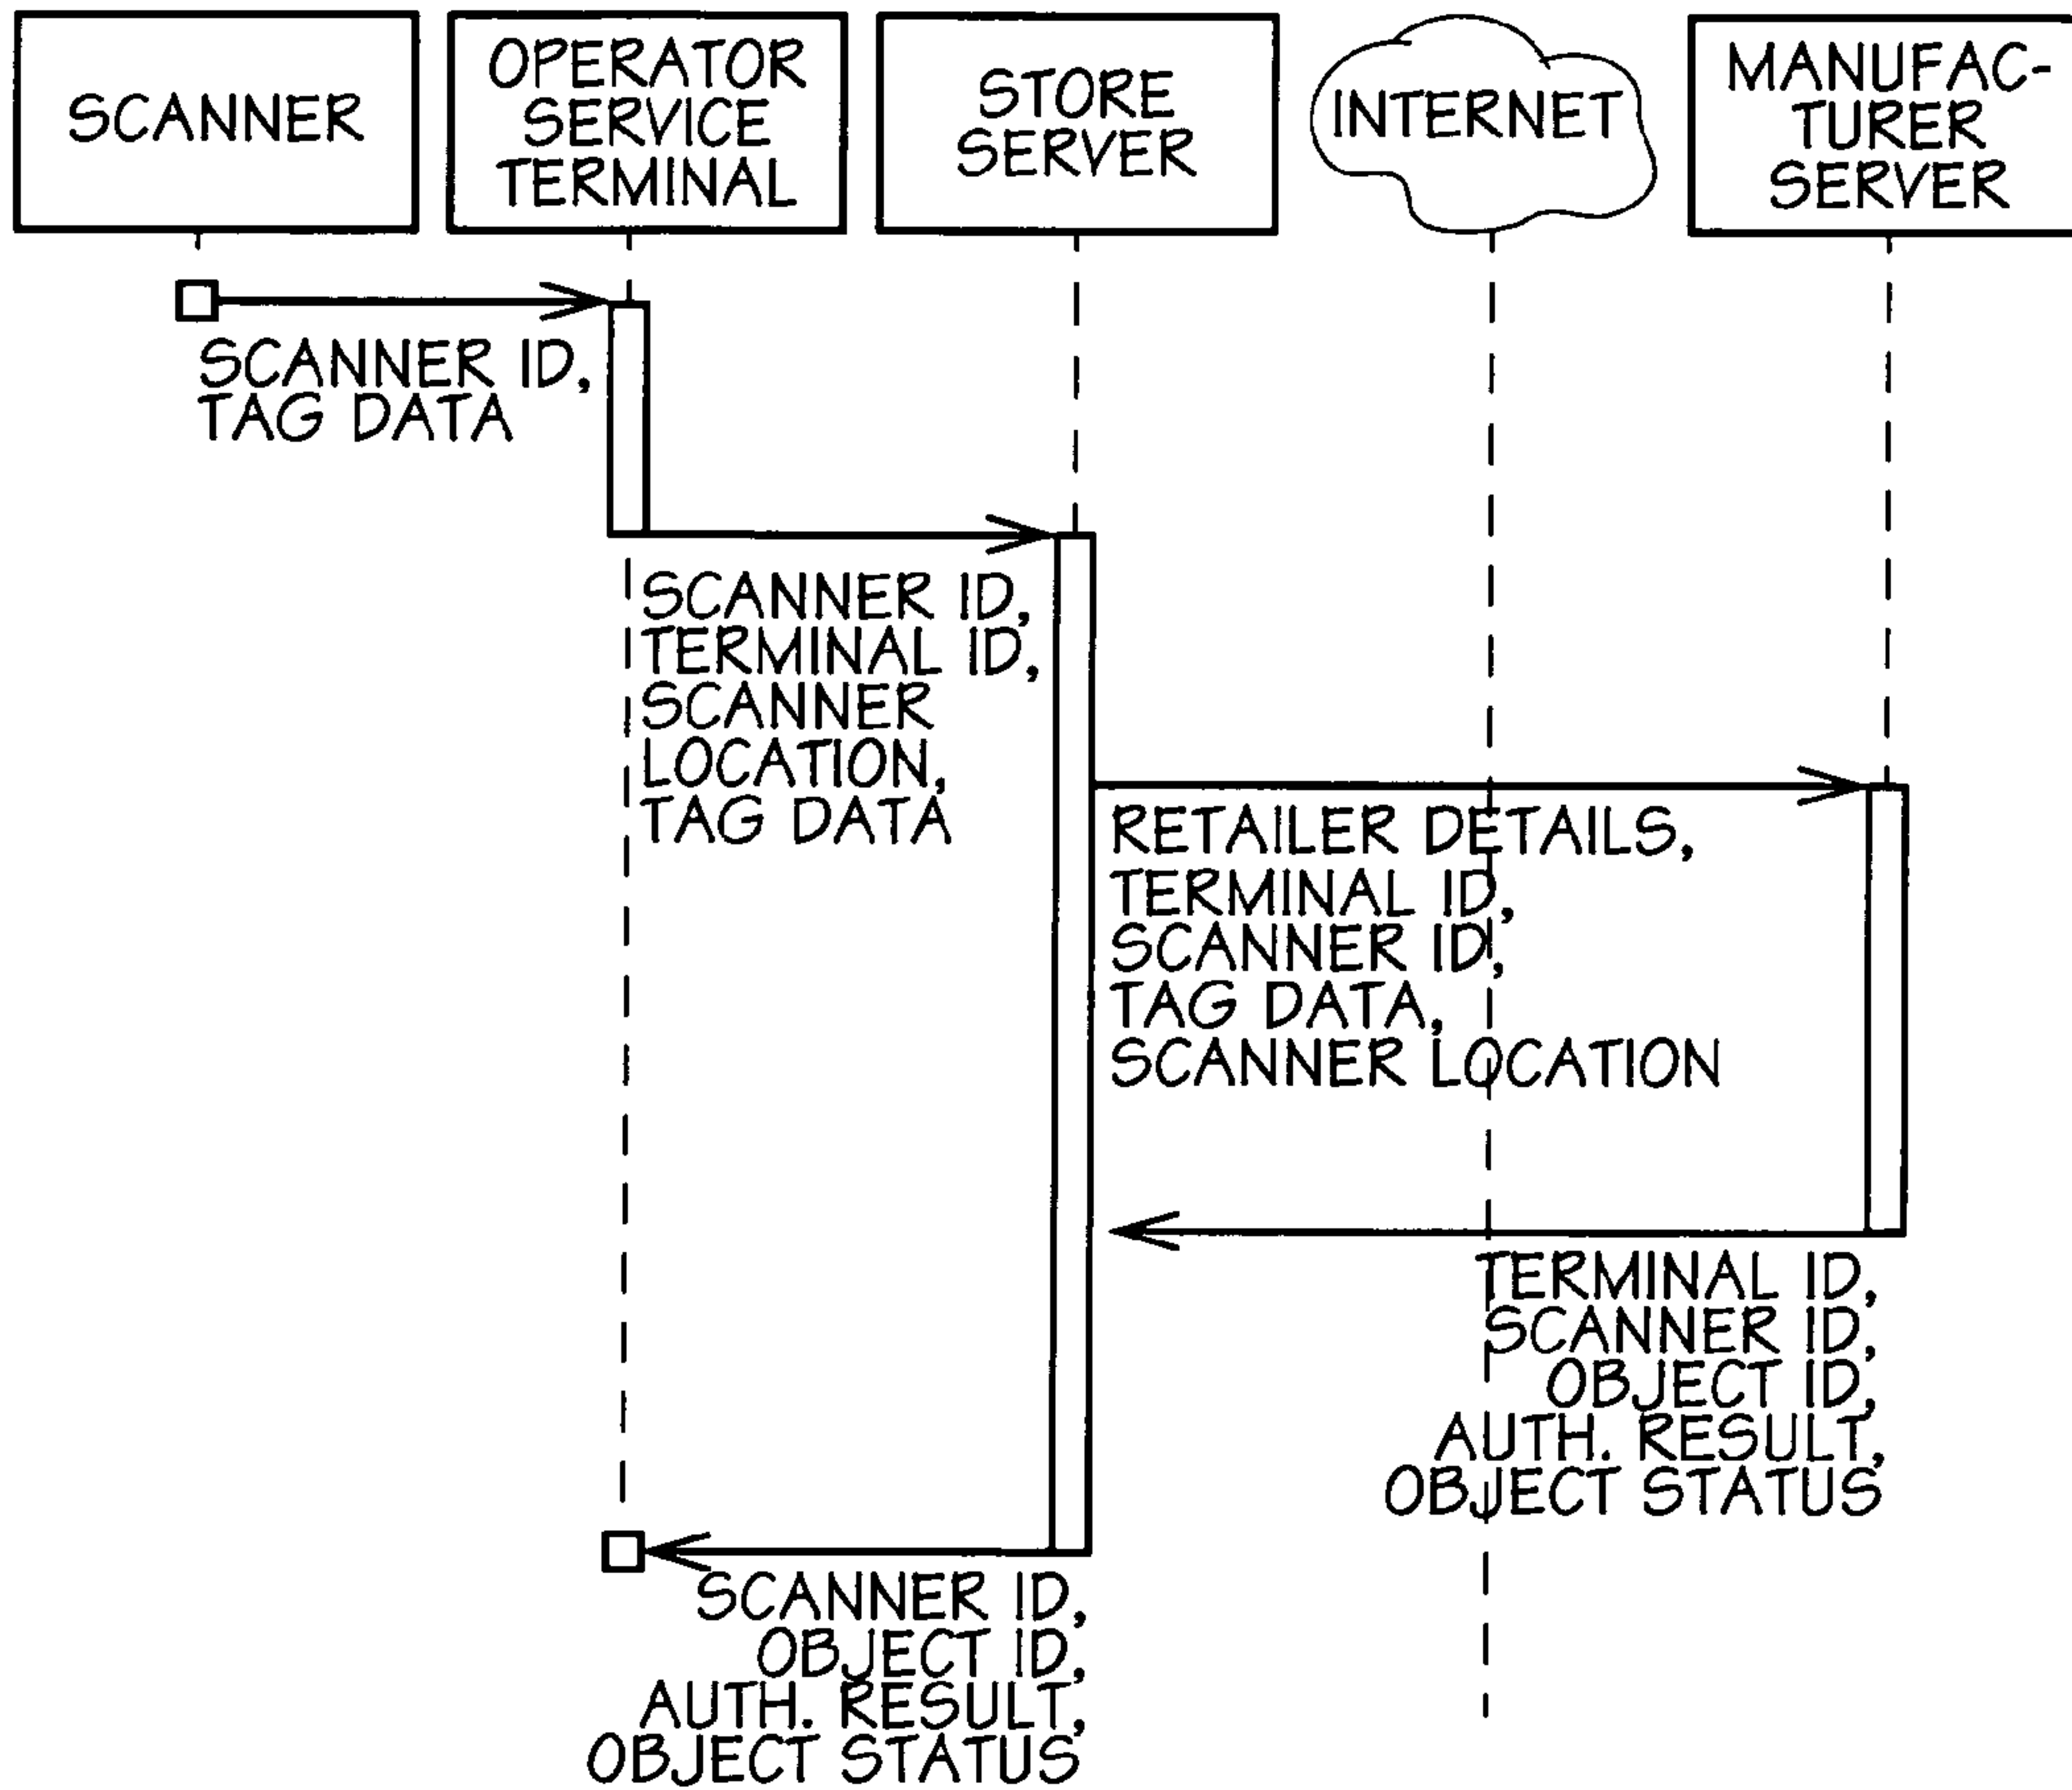 SCANNER
OPERATOR
SERVICE
TERMINAL
STORE
SERVER
INTERNET
MANUFAC-
TURER
SERVER
SCANNER ID,
TAG DATA
SCANNER ID,
TERMINAL ID,
SCANNER
LOCATION,
TAG DATA
RETAILER DETAILS,
TERMINAL ID,
SCANNER ID,
TAG DATA,
SCANNER LOCATION
TERMINAL ID,
SCANNER ID,
OBJECT ID,
AUTH. RESULT,
OBJECT STATUS
SCANNER ID,
OBJECT ID,
AUTH. RESULT,
OBJECT STATUS